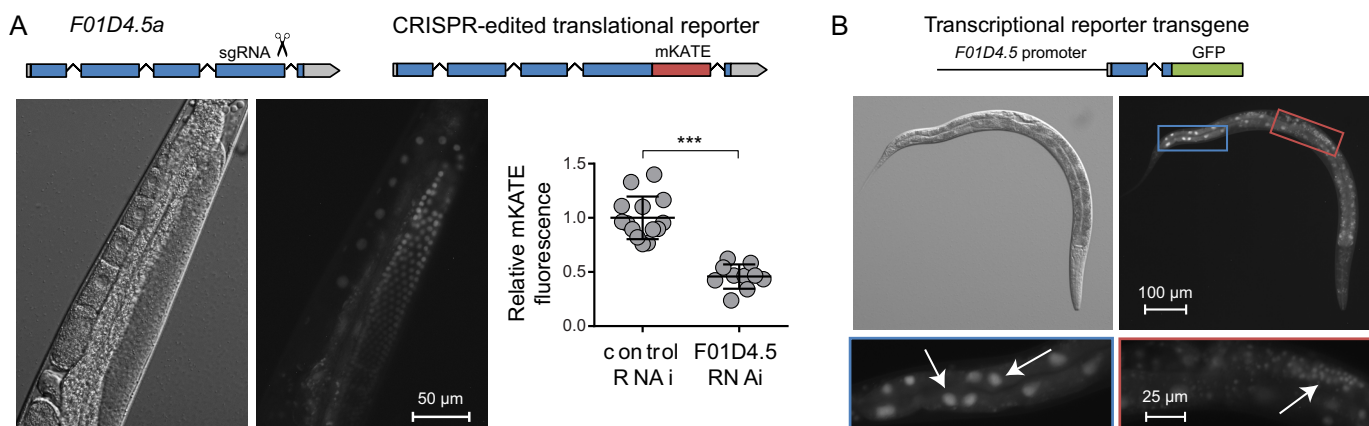 A
F01D4.5a
sgRNA
CRISPR-edited translational reporter
mKATE
50 µm
Relative mKATE
fluorescence
1.5
1.0
0.5
0.0
***
control
RNAi
F01D4.5
RNAi
B
Transcriptional reporter transgene
F01D4.5 promoter
GFP
100 µm
25 µm